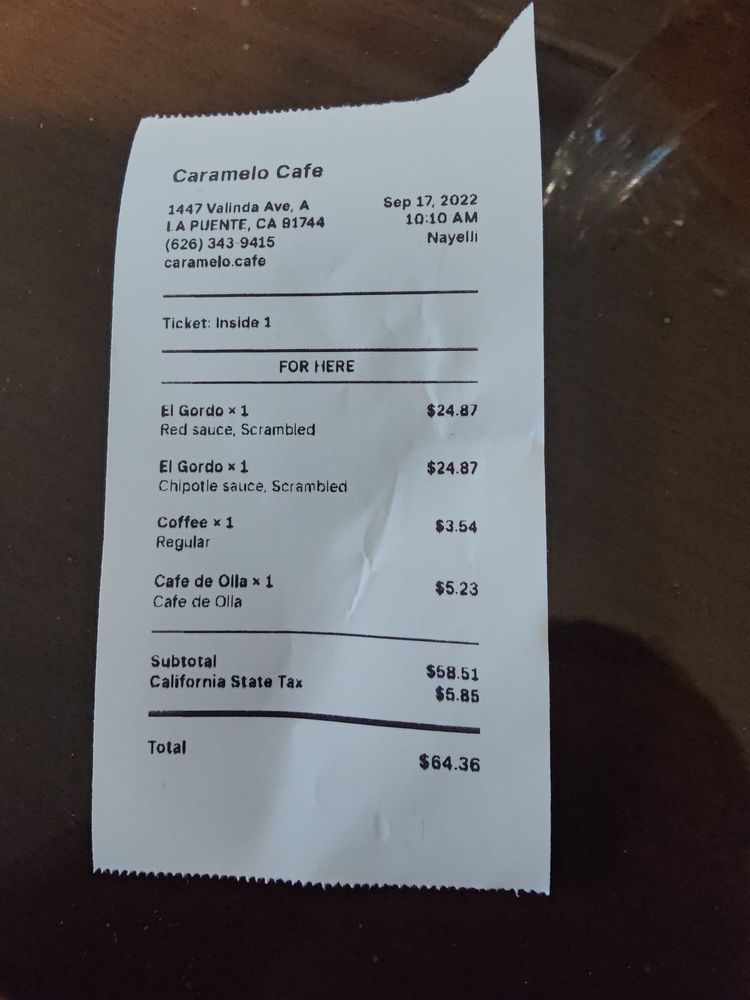 Caramelo Cafe
1447 Valinda Ave, A
LA PUENTE, CA 91744
(626) 343-9415
caramelo.cafe
Sep 17, 2022
10:10 AM
Nayelli
Ticket: Inside 1
FOR HERE
El Gordo × 1 $24.87
Red sauce, Scrambled
El Gordo × 1 $24.87
Chipotle sauce, Scrambled
Coffee × 1 $3.54
Regular
Cafe de Olla × 1 $5.23
Cafe de Olla
Subtotal $58.51
California State Tax $5.85
Total $64.36